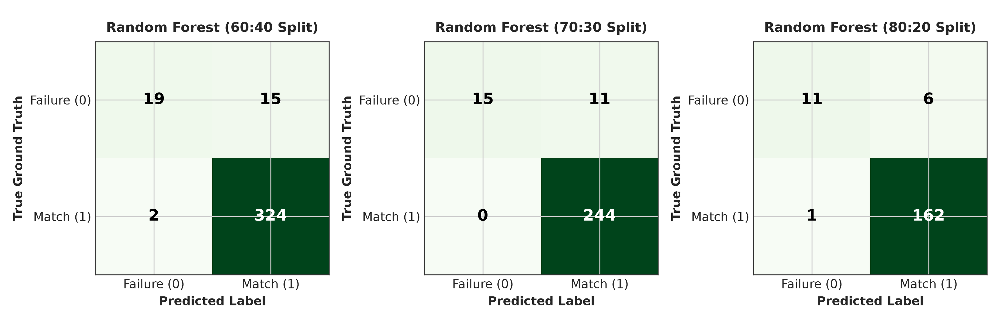 Random Forest (60:40 Split)
True Ground Truth
Failure (0)
19
15
Match (1)
2
324
Failure (0)
Match (1)
Predicted Label
Random Forest (70:30 Split)
True Ground Truth
Failure (0)
15
11
Match (1)
0
244
Failure (0)
Match (1)
Predicted Label
Random Forest (80:20 Split)
True Ground Truth
Failure (0)
11
6
Match (1)
1
162
Failure (0)
Match (1)
Predicted Label